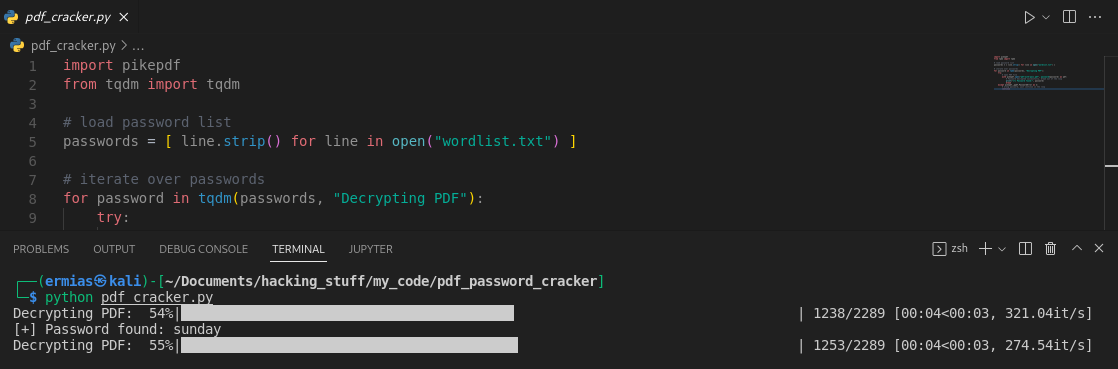 pdf_cracker.py
pdf_cracker.py > ...
1 import pikepdf
2 from tqdm import tqdm
3
4 # load password list
5 passwords = [ line.strip() for line in open("wordlist.txt") ]
6
7 # iterate over passwords
8 for password in tqdm(passwords, "Decrypting PDF"):
9 try:
PROBLEMS OUTPUT DEBUG CONSOLE TERMINAL JUPYTER zsh
(ermias㉿kali)-[~/Documents/hacking_stuff/my_code/pdf_password_cracker]
$ python pdf_cracker.py
Decrypting PDF: 54%| | 1238/2289 [00:04<00:03, 321.04it/s]
[+] Password found: sunday
Decrypting PDF: 55%| | 1253/2289 [00:04<00:03, 274.54it/s]